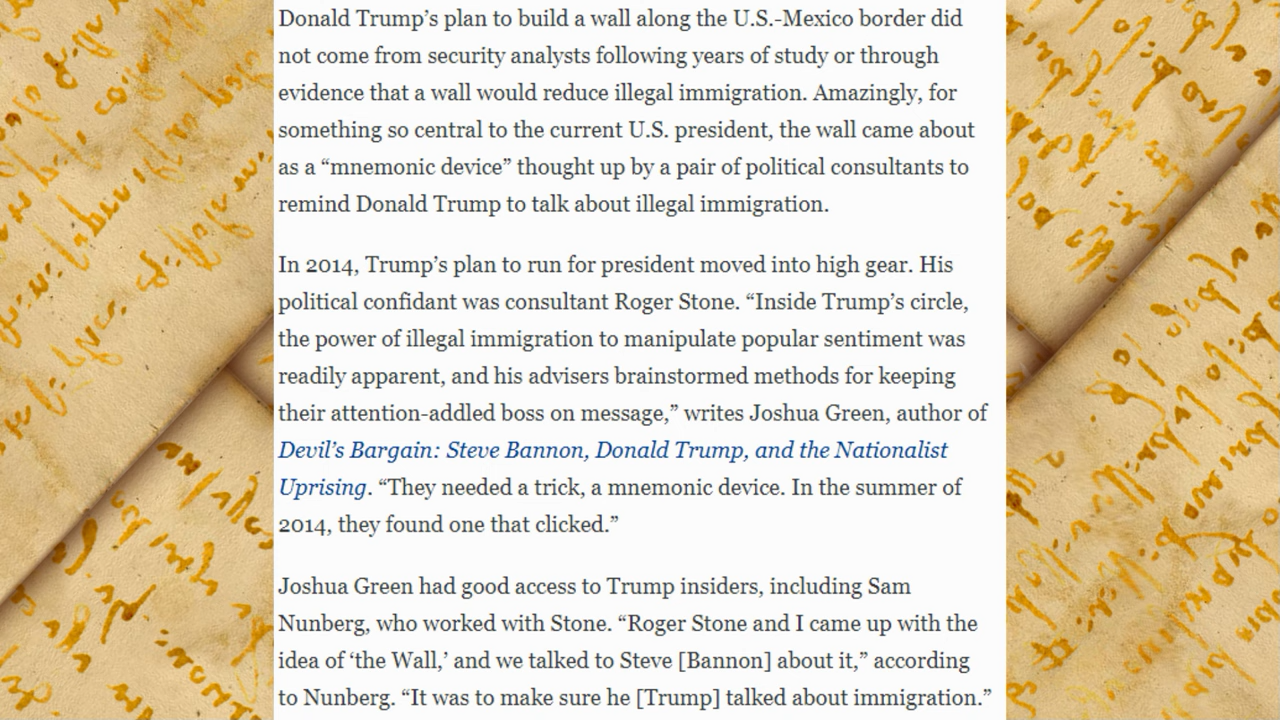 Donald Trump’s plan to build a wall along the U.S.-Mexico border did
not come from security analysts following years of study or through
evidence that a wall would reduce illegal immigration. Amazingly, for
something so central to the current U.S. president, the wall came about
as a “mnemonic device” thought up by a pair of political consultants to
remind Donald Trump to talk about illegal immigration.
In 2014, Trump’s plan to run for president moved into high gear. His
political confidant was consultant Roger Stone. “Inside Trump’s circle,
the power of illegal immigration to manipulate popular sentiment was
readily apparent, and his advisers brainstormed methods for keeping
their attention-addled boss on message,” writes Joshua Green, author of
Devil’s Bargain: Steve Bannon, Donald Trump, and the Nationalist
Uprising. “They needed a trick, a mnemonic device. In the summer of
2014, they found one that clicked.”
Joshua Green had good access to Trump insiders, including Sam
Nunberg, who worked with Stone. “Roger Stone and I came up with the
idea of ‘the Wall,’ and we talked to Steve [Bannon] about it,” according
to Nunberg. “It was to make sure he [Trump] talked about immigration.”